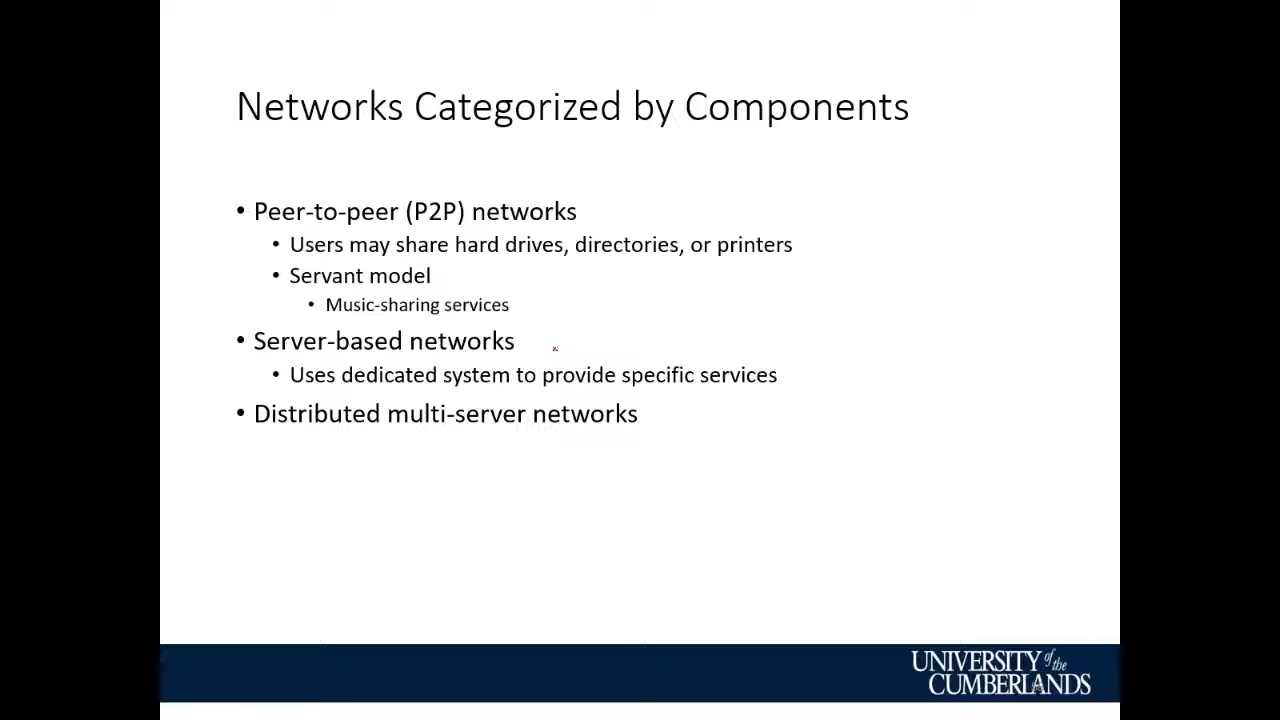 Networks Categorized by Components
• Peer-to-peer (P2P) networks
• Users may share hard drives, directories, or printers
• Servant model
• Music-sharing services
• Server-based networks
• Uses dedicated system to provide specific services
• Distributed multi-server networks
UNIVERSITY of the
CUMBERLANDS